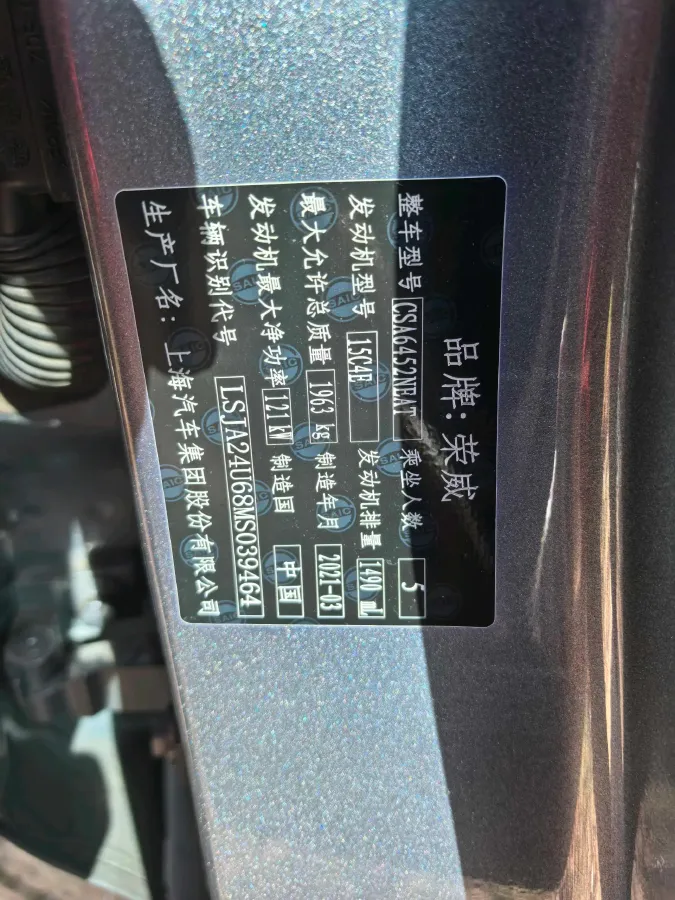 品牌: 荣威
整车型号 CSA6452NEAT 乘坐人数 5
发动机型号 15C4E 发动机排量 1490 mL
最大允许总质量 1963 kg 制造年月 2021-03
发动机最大净功率 121 kW 制造国 中国
车辆识别代号 LSJA24U68MS039464
生产厂名: 上海汽车集团股份有限公司